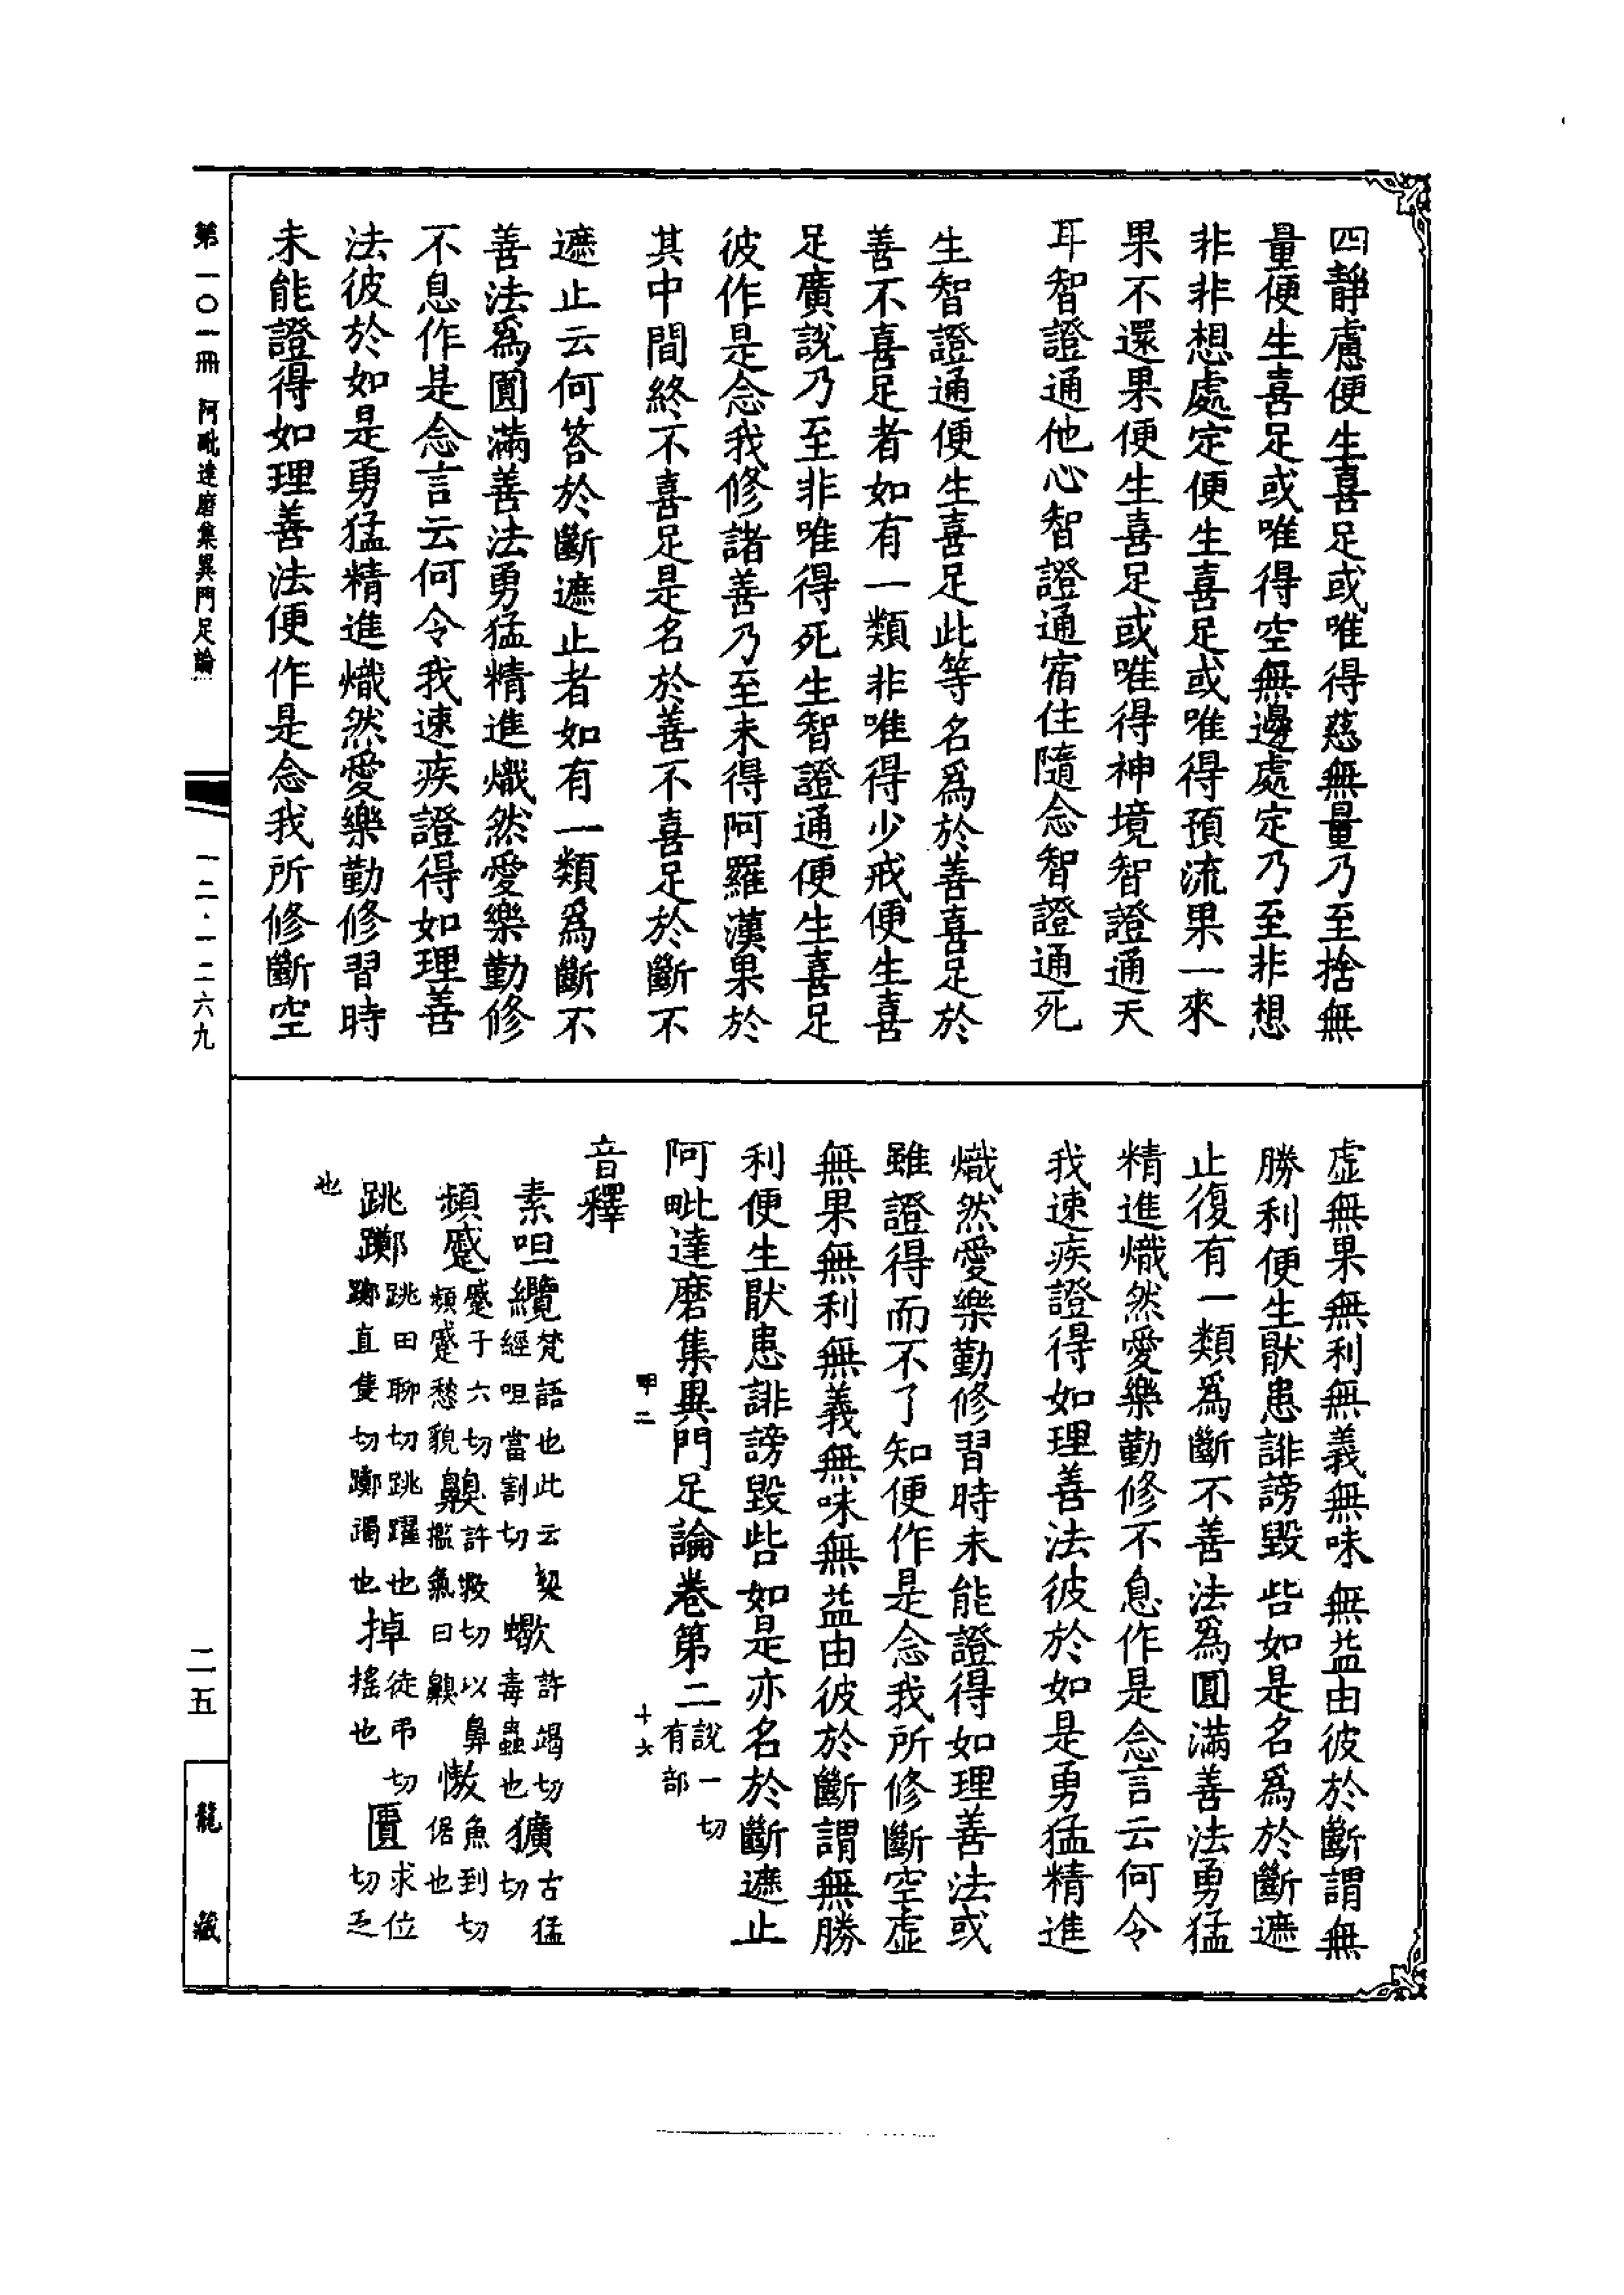 四靜慮便生喜足或唯得慈無量乃至捨無
量便生喜足或唯得空無邊處定乃至非想
非非想處定便生喜足或唯得預流果一來
果不還果便生喜足或唯得神境智證通天
耳智證通他心智證通宿住隨念智證通死
生智證通便生喜足此等名爲於善喜足於
善不喜足者如有一類非唯得少戒便生喜
足廣說乃至非唯得死生智證通便生喜足
彼作是念我修諸善乃至未得阿羅漢果於
其中間終不喜足是名於善不喜足於斷不
遮止云何答於斷遮止者如有一類爲斷不
善法爲圓滿善法勇猛精進熾然愛樂勤修
不息作是念言云何令我速疾證得如理善
法彼於如是勇猛精進熾然愛樂勤修習時
未能證得如理善法便作是念我所修斷空
虛無果無利無義無味無益由彼於斷謂無
勝利便生猒患誹謗毀呰如是名爲於斷遮
止復有一類爲斷不善法爲圓滿善法勇猛
精進熾然愛樂勤修不息作是念言云何令
我速疾證得如理善法彼於如是勇猛精進
熾然愛樂勤修習時未能證得如理善法或
雖證得而不了知便作是念我所修斷空虛
無果無利無義無味無益由彼於斷謂無勝
利便生猒患誹謗毀呰如是亦名於斷遮止
阿毗達磨集異門足論卷第二說一切有部
甲二 十六
音釋
素呾纜梵語也此云契經呾當割切 蠍許竭切毒蟲也 獷古猛切
頻蹙蹙子六切頻蹙愁貌 齅許救切以鼻㩜氣曰齅 慠魚到切倨也
跳躑跳田聊切跳躍也躑直隻切躑躅也 掉徒弔切搖也 匱求位切乏
也
第一〇一冊 阿毗達磨集異門足論 一二·一二六九
二五
龍藏